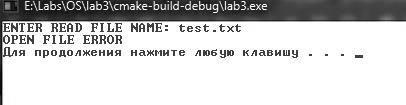 E:\Labs\OS\lab3\cmake-build-debug\lab3.exe
ENTER READ FILE NAME: test.txt
OPEN FILE ERROR
Для продолжения нажмите любую клавишу . . . _